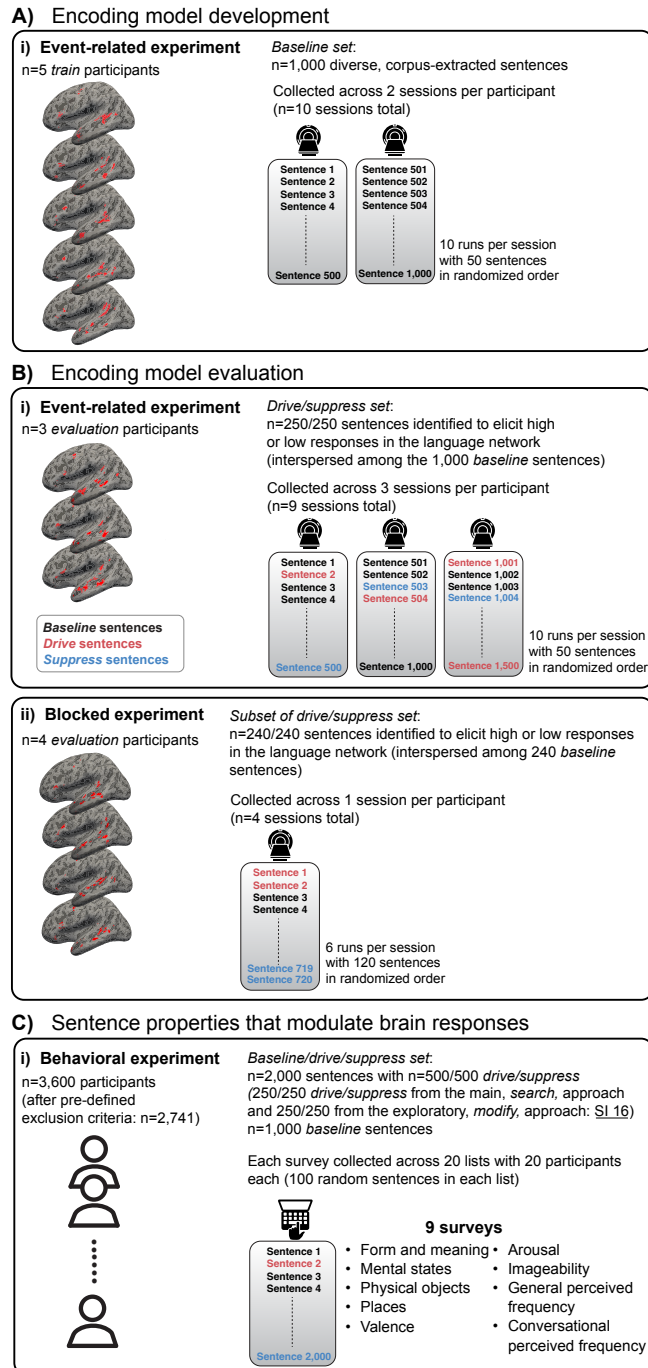 A) Encoding model development
i) Event-related experiment
n=5 train participants
Baseline set:
n=1,000 diverse, corpus-extracted sentences
Collected across 2 sessions per participant
(n=10 sessions total)
Sentence 1
Sentence 2
Sentence 3
Sentence 4
Sentence 500
Sentence 501
Sentence 502
Sentence 503
Sentence 504
Sentence 1,000
10 runs per session
with 50 sentences
in randomized order
B) Encoding model evaluation
i) Event-related experiment
n=3 evaluation participants
Drive/suppress set:
n=250/250 sentences identified to elicit high
or low responses in the language network
(interspersed among the 1,000 baseline sentences)
Collected across 3 sessions per participant
(n=9 sessions total)
Baseline sentences
Drive sentences
Suppress sentences
Sentence 1
Sentence 2
Sentence 3
Sentence 4
Sentence 500
Sentence 501
Sentence 502
Sentence 503
Sentence 504
Sentence 1,000
Sentence 1,001
Sentence 1,002
Sentence 1,003
Sentence 1,004
Sentence 1,500
10 runs per session
with 50 sentences
in randomized order
ii) Blocked experiment
n=4 evaluation participants
Subset of drive/suppress set:
n=240/240 sentences identified to elicit high or low responses
in the language network (interspersed among 240 baseline
sentences)
Collected across 1 session per participant
(n=4 sessions total)
Sentence 1
Sentence 2
Sentence 3
Sentence 4
Sentence 719
Sentence 720
6 runs per session
with 120 sentences
in randomized order
C) Sentence properties that modulate brain responses
i) Behavioral experiment
n=3,600 participants
(after pre-defined
exclusion criteria: n=2,741)
Baseline/drive/suppress set:
n=2,000 sentences with n=500/500 drive/suppress
(250/250 drive/suppress from the main, search, approach
and 250/250 from the exploratory, modify, approach: SI 16)
n=1,000 baseline sentences
Each survey collected across 20 lists with 20 participants
each (100 random sentences in each list)
Sentence 1
Sentence 2
Sentence 3
Sentence 4
Sentence 2,000
9 surveys
• Form and meaning
• Mental states
• Physical objects
• Places
• Valence
• Arousal
• Imageability
• General perceived
frequency
• Conversational
perceived frequency